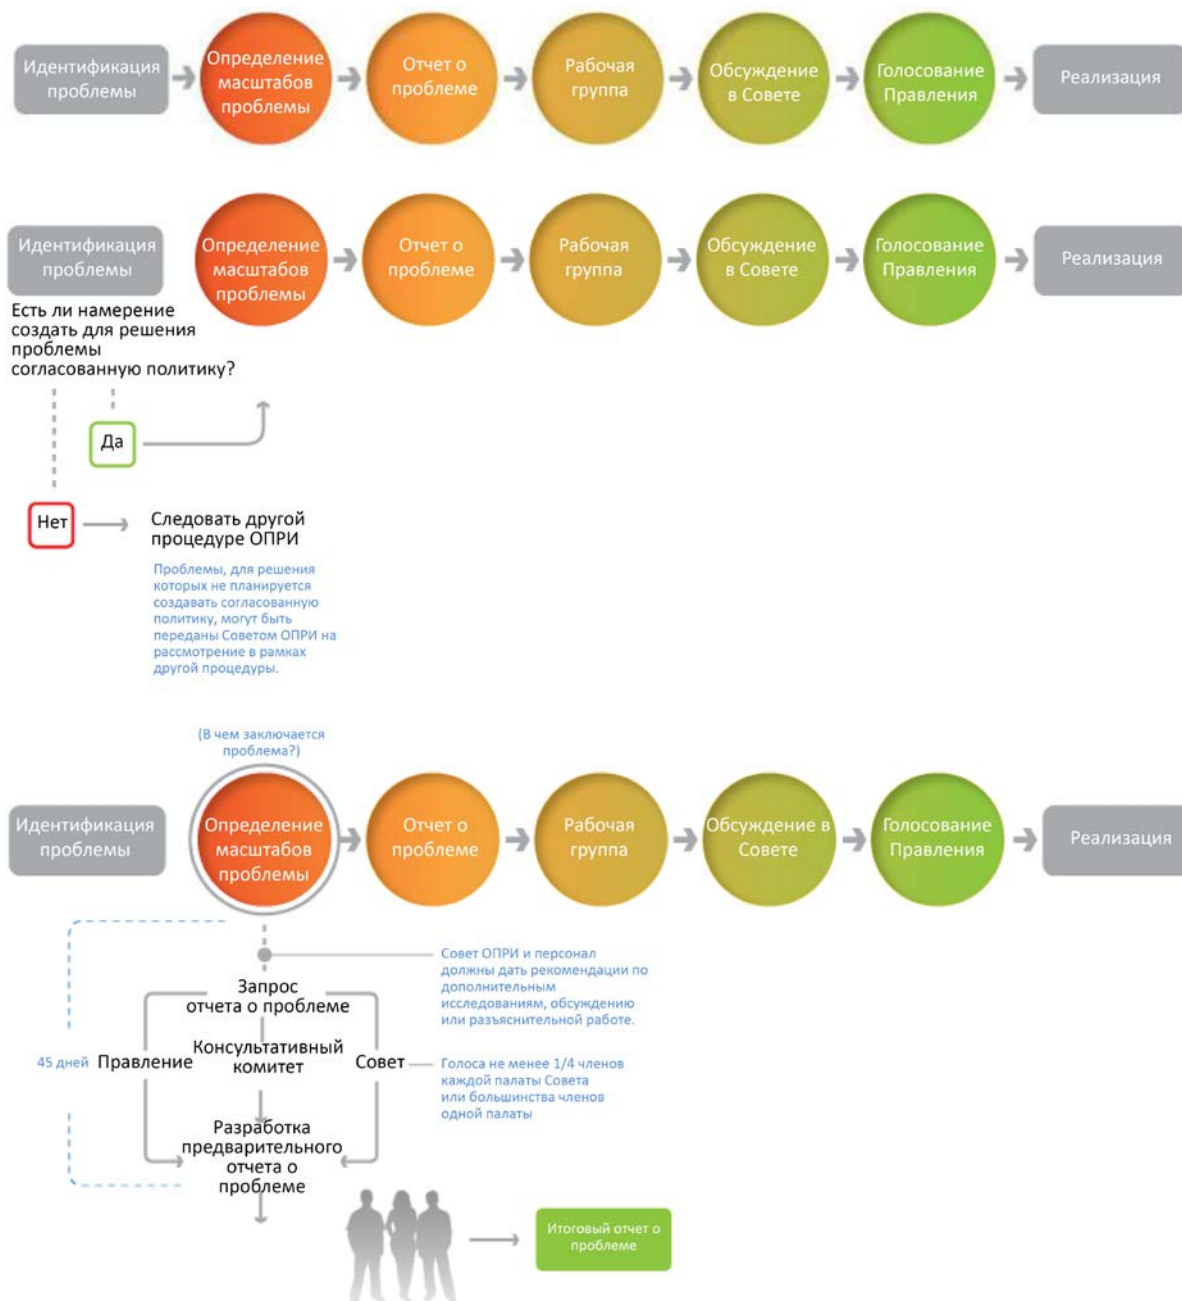 Идентификация
проблемы
Определение
масштабов
проблемы
Отчет о
проблеме
Рабочая
группа
Обсуждение
в Совете
Голосование
Правления
Реализация
Идентификация
проблемы
Определение
масштабов
проблемы
Отчет о
проблеме
Рабочая
группа
Обсуждение
в Совете
Голосование
Правления
Реализация
Есть ли намерение
создать для решения
проблемы
согласованную политику?
Да
Нет
Следовать другой
процедуре ОПРИ
Проблемы, для решения
которых не планируется
создавать согласованную
политику, могут быть
переданы Советом ОПРИ на
рассмотрение в рамках
другой процедуры.
(В чем заключается
проблема?)
Идентификация
проблемы
Определение
масштабов
проблемы
Отчет о
проблеме
Рабочая
группа
Обсуждение в
Совете
Голосование
Правления
Реализация
Совет ОПРИ и персонал
должны дать рекомендации по
дополнительным
исследованиям, обсуждению
или разъяснительной работе.
Запрос
отчета о проблеме
45 дней
Правление
Консультативный
комитет
Совет
Голоса не менее 1/4 членов
каждой палаты Совета
или большинства членов
одной палаты
Разработка
предварительного
отчета о
проблеме
Итоговый отчет о
проблеме